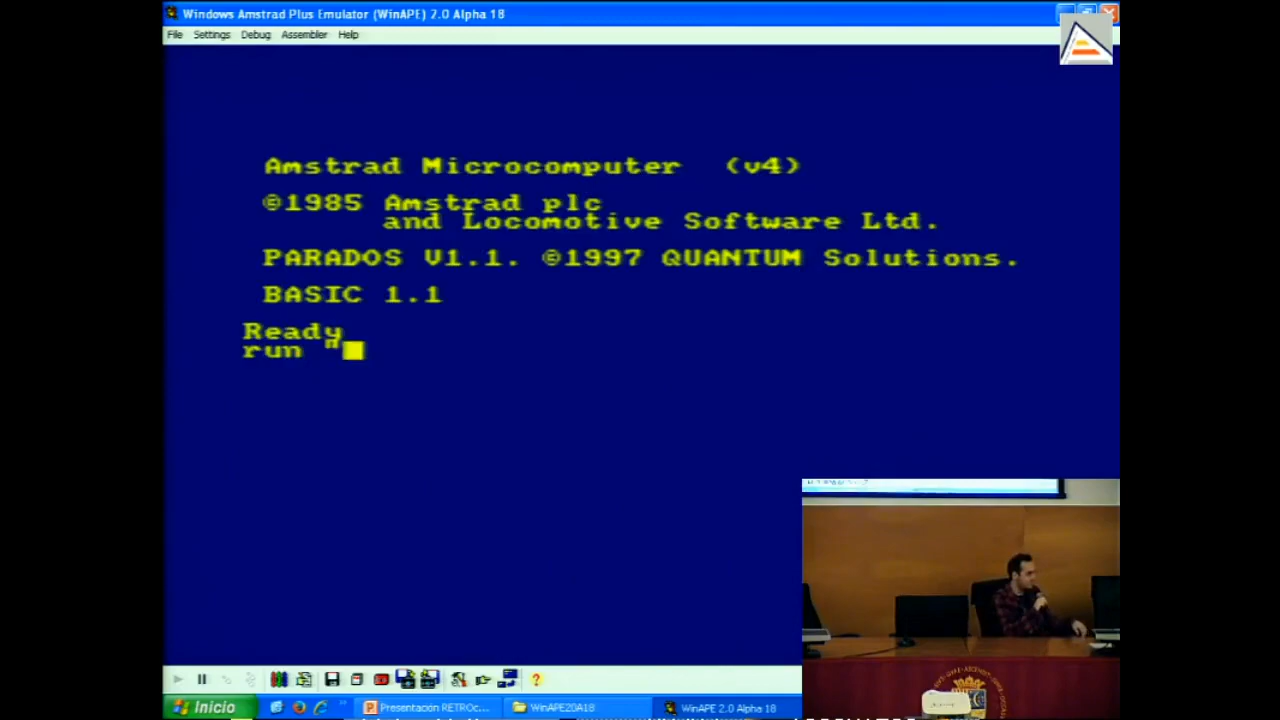 Windows Amstrad Plus Emulator (WinAPE) 2.0 Alpha 18
File Settings Debug Assembler Help
Amstrad Microcomputer (v4)
©1985 Amstrad plc
and Locomotive Software Ltd.
PARADOS V1.1. ©1997 QUANTUM Solutions.
BASIC 1.1
Ready
run "
Inicio
Presentación RETROc...
WinAPE20A18
WinAPE 2.0 Alpha 18